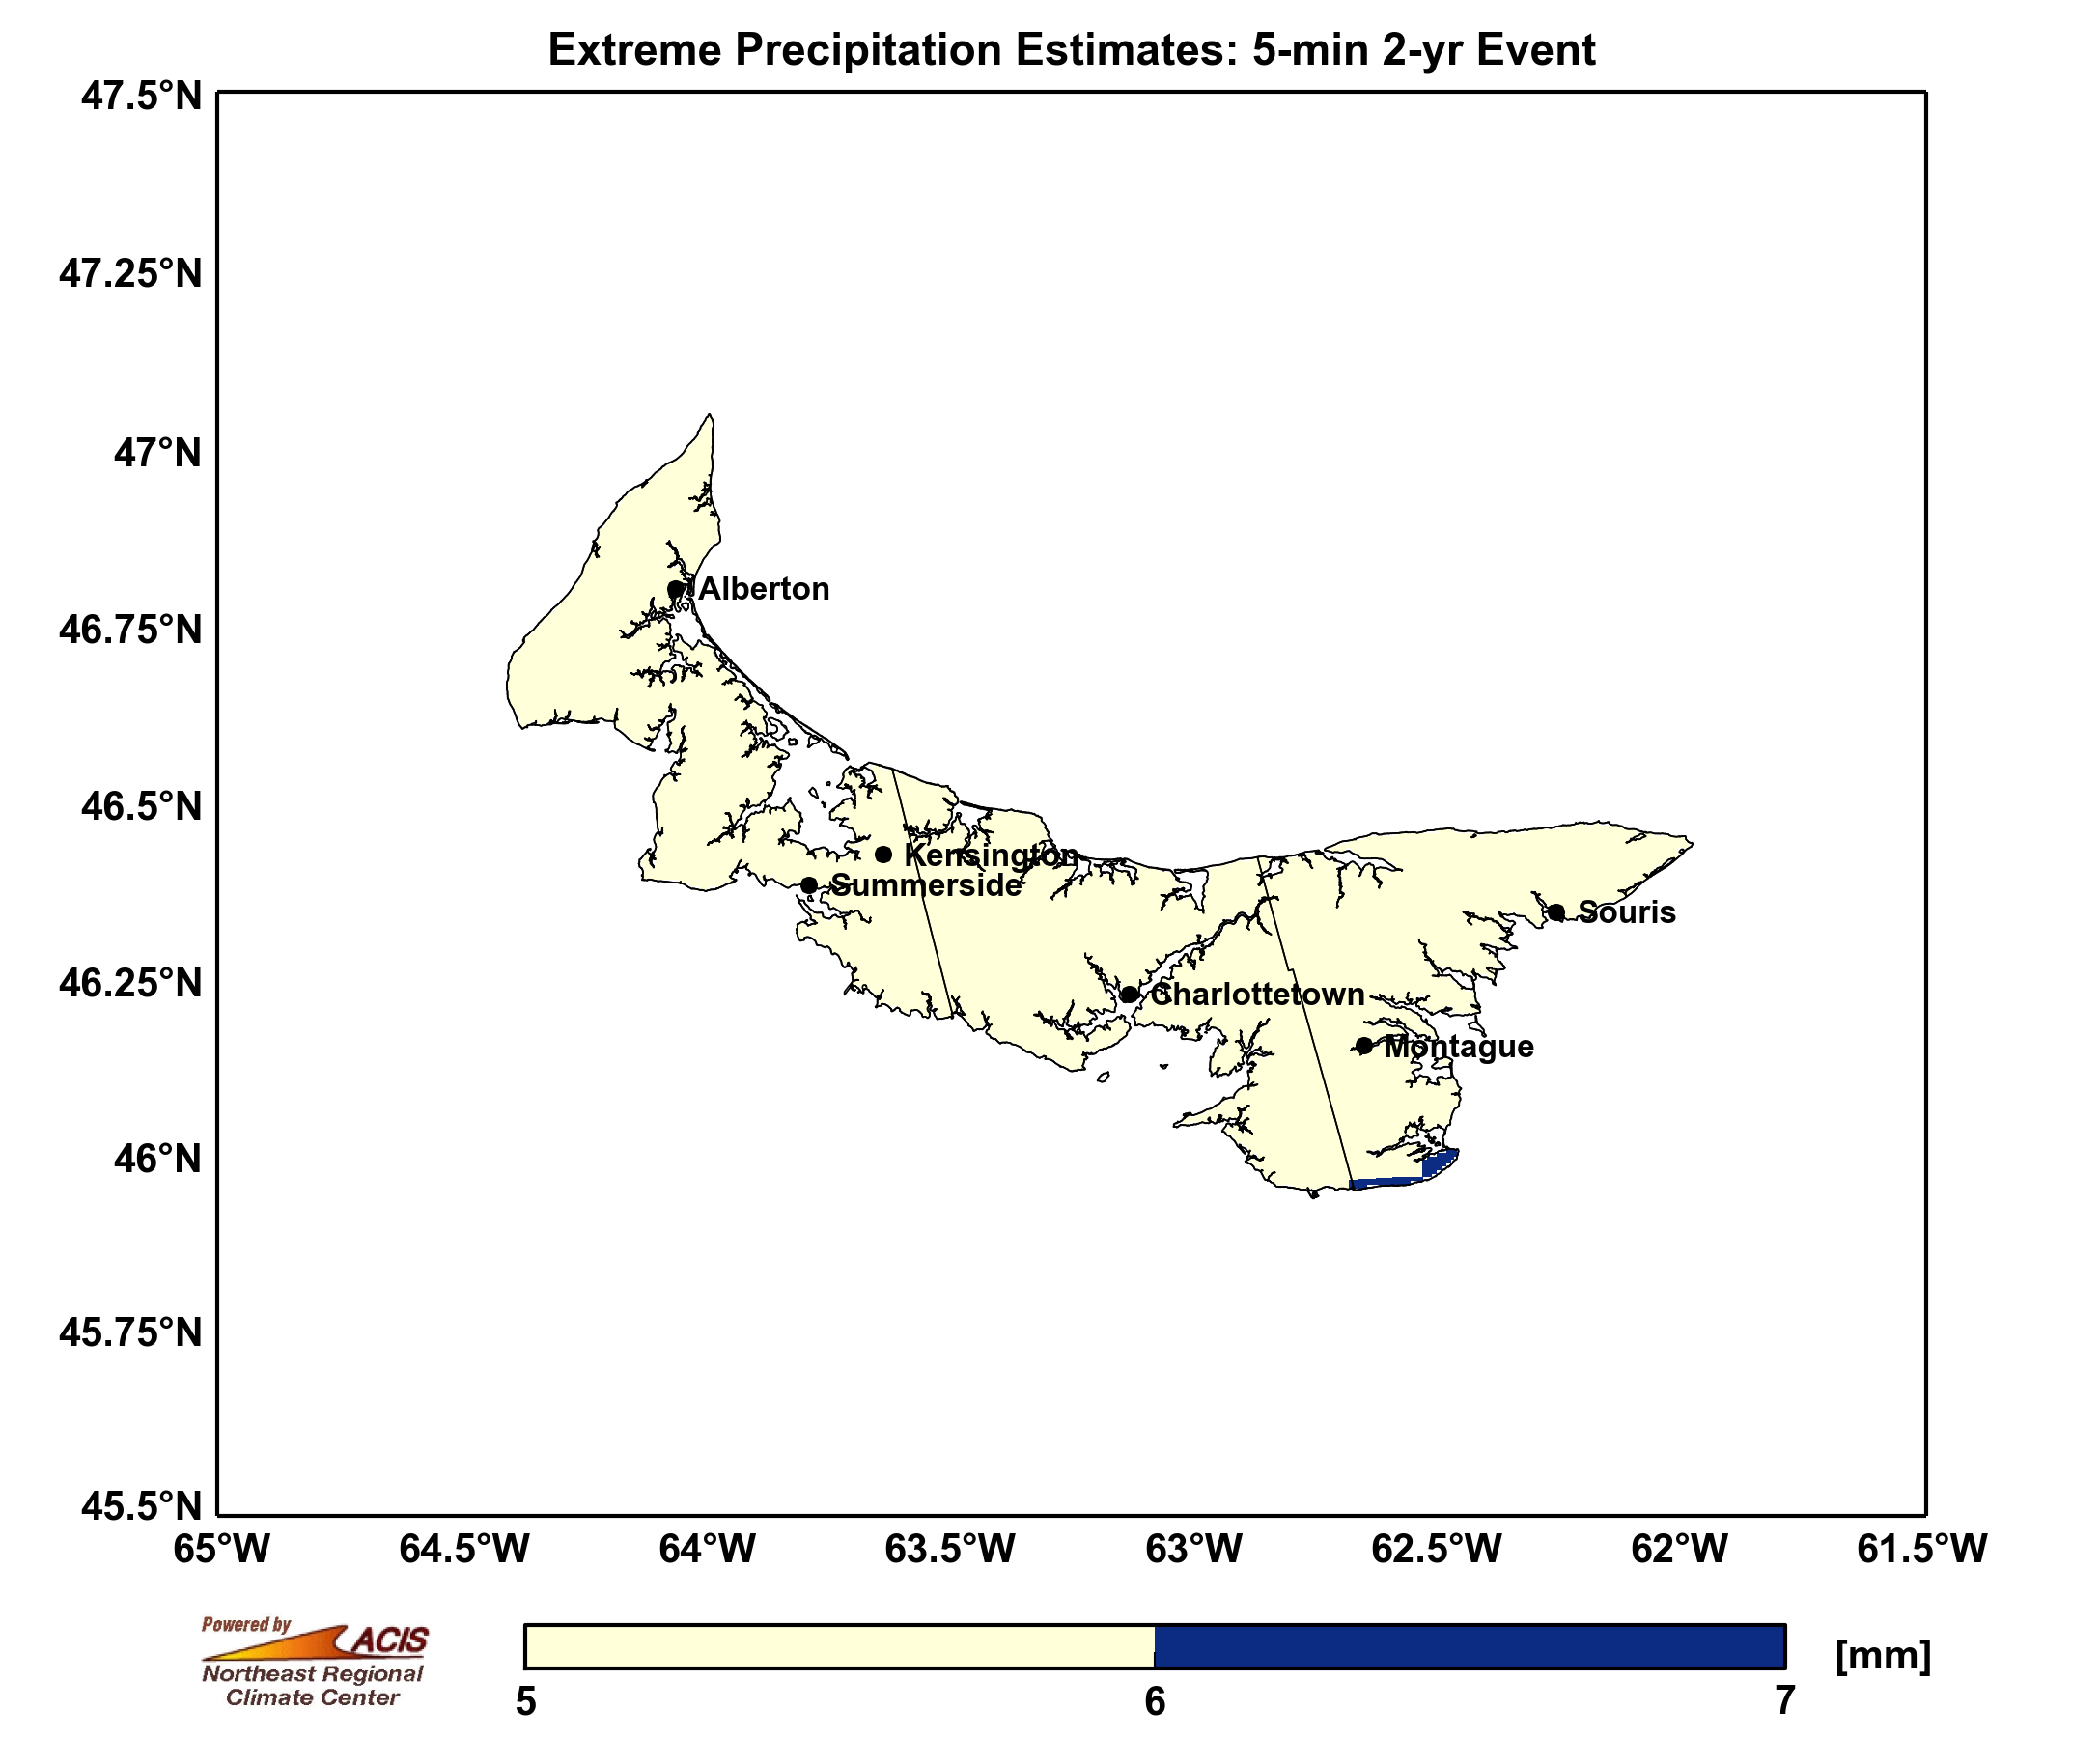 Extreme Precipitation Estimates: 5-min 2-yr Event
47.5°N
47.25°N
47°N
46.75°N
46.5°N
46.25°N
46°N
45.75°N
45.5°N
Alberton
Kensington
Summerside
Souris
Charlottetown
Montague
65°W 64.5°W 64°W 63.5°W 63°W 62.5°W 62°W 61.5°W
Powered by
ACIS
Northeast Regional
Climate Center
[mm]
5 6 7